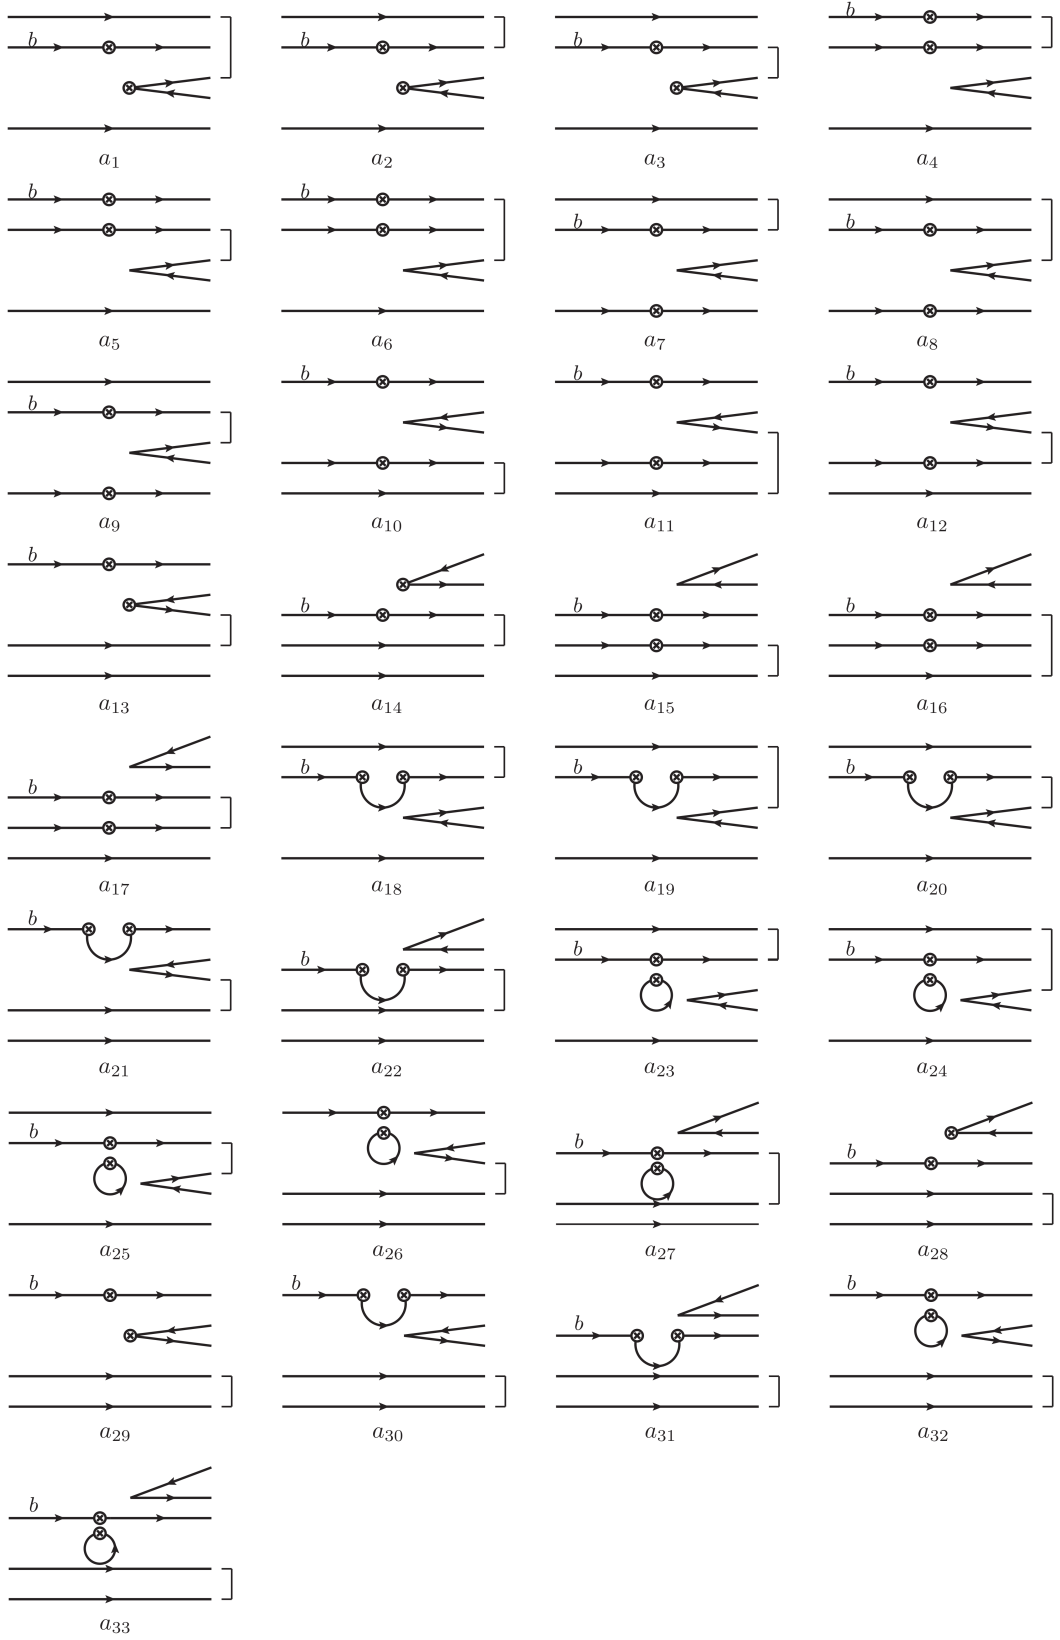 b b b b
a₁ a₂ a₃ a₄
b b b b
a₅ a₆ a₇ a₈
b b b b
a₉ a₁₀ a₁₁ a₁₂
b b b b
a₁₃ a₁₄ a₁₅ a₁₆
b b b b
a₁₇ a₁₈ a₁₉ a₂₀
b b b b
a₂₁ a₂₂ a₂₃ a₂₄
b b b
a₂₅ a₂₆ a₂₇ a₂₈
b b b b
a₂₉ a₃₀ a₃₁ a₃₂
b
a₃₃